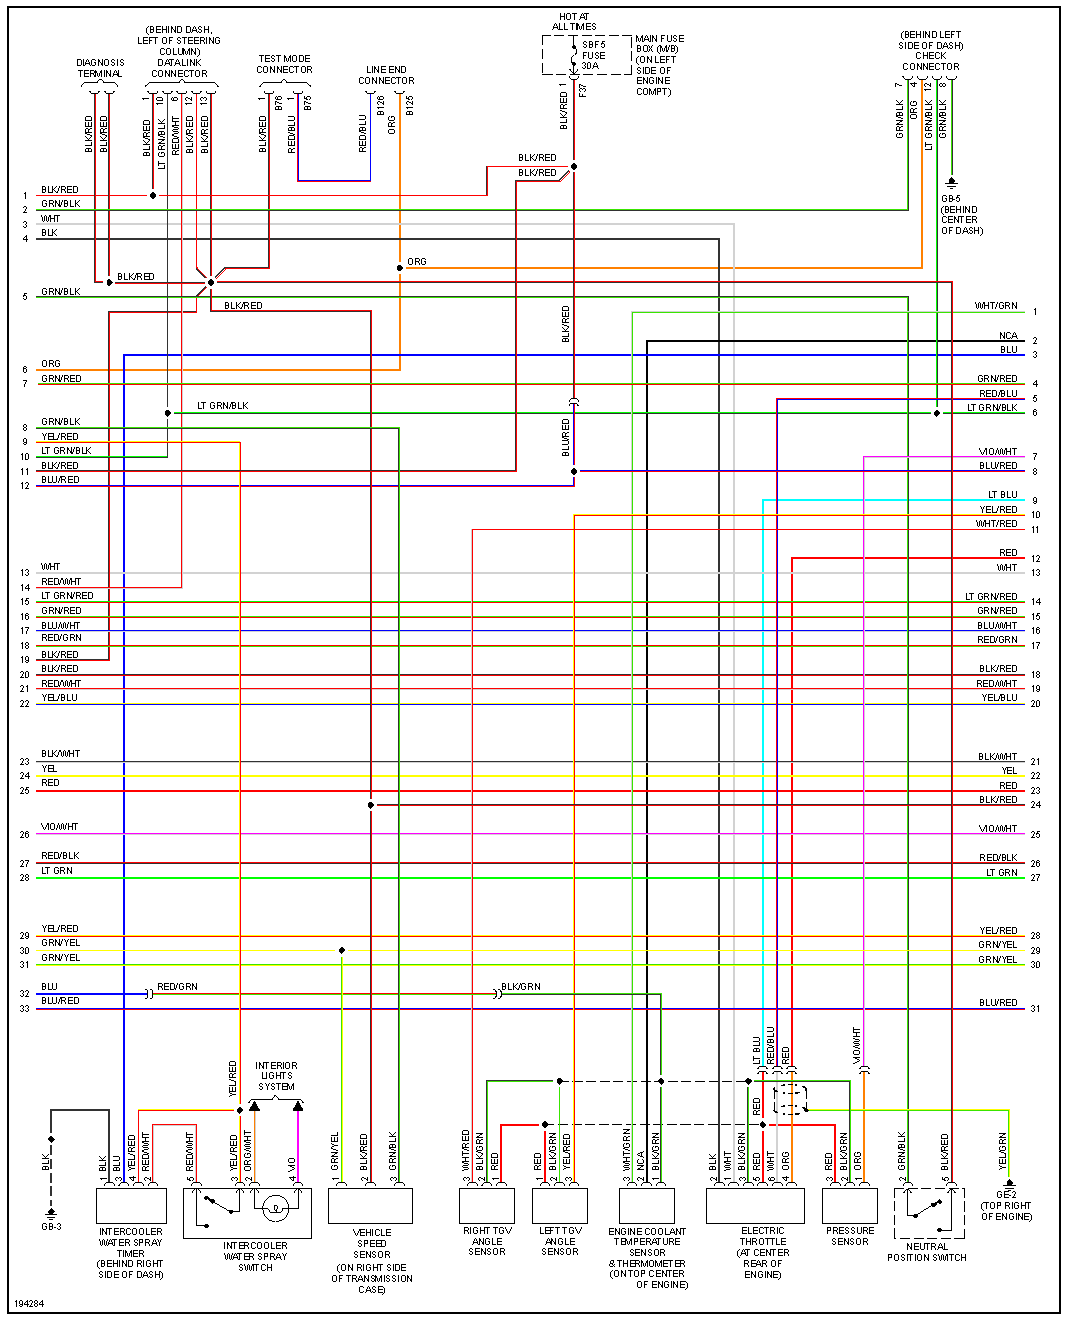 HOT AT
ALL TIMES
SBF5
FUSE
30A
MAIN FUSE
BOX (M/B)
(ON LEFT
SIDE OF
ENGINE
COMPT)
1
F37
BLK/RED
(BEHIND DASH,
LEFT OF STEERING
COLUMN)
DATALINK
CONNECTOR
DIAGNOSIS
TERMINAL
TEST MODE
CONNECTOR
LINE END
CONNECTOR
(BEHIND LEFT
SIDE OF DASH)
CHECK
CONNECTOR
BLK/RED
BLK/RED
1
BLK/RED
10
LT GRN/BLK
6
RED/WHT
12
BLK/RED
13
BLK/RED
1
B76
BLK/RED
1
B75
RED/BLU
B126
RED/BLU
B125
ORG
7
GRN/BLK
4
ORG
12
LT GRN/BLK
8
GRN/BLK
GB-5
(BEHIND
CENTER
OF DASH)
BLK/RED
BLK/RED
1 BLK/RED
2 GRN/BLK
3 WHT
4 BLK
ORG
BLK/RED
5 GRN/BLK
BLK/RED
BLK/RED
WHT/GRN 1
NCA 2
BLU 3
6 ORG
7 GRN/RED
GRN/RED 4
RED/BLU 5
LT GRN/BLK
LT GRN/BLK 6
8 GRN/BLK
9 YEL/RED
10 LT GRN/BLK
11 BLK/RED
12 BLU/RED
BLU/RED
VIO/WHT 7
BLU/RED 8
LT BLU 9
YEL/RED 10
WHT/RED 11
RED 12
13 WHT
WHT 13
14 RED/WHT
15 LT GRN/RED
LT GRN/RED 14
16 GRN/RED
GRN/RED 15
17 BLU/WHT
BLU/WHT 16
18 RED/GRN
RED/GRN 17
19 BLK/RED
20 BLK/RED
BLK/RED 18
21 RED/WHT
RED/WHT 19
22 YEL/BLU
YEL/BLU 20
23 BLK/WHT
BLK/WHT 21
24 YEL
YEL 22
25 RED
RED 23
BLK/RED 24
26 VIO/WHT
VIO/WHT 25
27 RED/BLK
RED/BLK 26
28 LT GRN
LT GRN 27
29 YEL/RED
YEL/RED 28
30 GRN/YEL
GRN/YEL 29
31 GRN/YEL
GRN/YEL 30
32 BLU
RED/GRN
BLK/GRN
33 BLU/RED
BLU/RED 31
YEL/RED
INTERIOR
LIGHTS
SYSTEM
LT BLU
RED/BLU
RED
VIO/WHT
RED
BLK
GB-3
BLK
1
BLU
3
YEL/RED
4
RED/WHT
2
RED/WHT
5
YEL/RED
3
ORG/WHT
2
VIO
4
GRN/YEL
1
BLK/RED
2
GRN/BLK
3
WHT/RED
3
BLK/GRN
2
RED
1
RED
1
BLK/GRN
2
YEL/RED
3
WHT/GRN
3
NCA
2
BLK/GRN
1
BLK
2
WHT
1
BLK/GRN
3
RED
5
WHT
6
ORG
4
RED
3
BLK/GRN
2
ORG
1
GRN/BLK
2
BLK/RED
5
YEL/GRN
GE-2
(TOP RIGHT
OF ENGINE)
INTERCOOLER
WATER SPRAY
TIMER
(BEHIND RIGHT
SIDE OF DASH)
INTERCOOLER
WATER SPRAY
SWITCH
VEHICLE
SPEED
SENSOR
(ON RIGHT SIDE
OF TRANSMISSION
CASE)
RIGHT TGV
ANGLE
SENSOR
LEFT TGV
ANGLE
SENSOR
ENGINE COOLANT
TEMPERATURE
SENSOR
& THERMOMETER
(ON TOP CENTER
OF ENGINE)
ELECTRIC
THROTTLE
(AT CENTER
REAR OF
ENGINE)
PRESSURE
SENSOR
NEUTRAL
POSITION SWITCH
194284